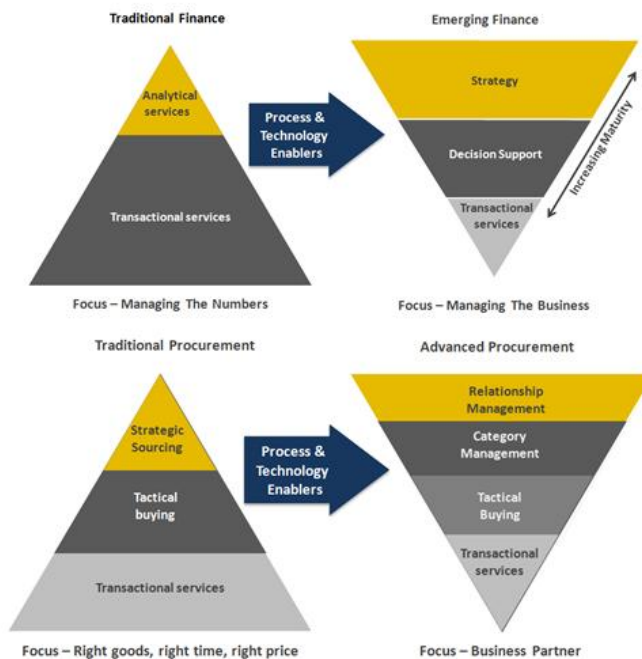 Traditional Finance
Emerging Finance
Analytical
services
Transactional services
Process &
Technology
Enablers
Strategy
Decision Support
Transactional
services
Increasing Maturity
Focus – Managing The Numbers
Focus – Managing The Business
Traditional Procurement
Advanced Procurement
Strategic
Sourcing
Tactical
buying
Transactional services
Process &
Technology
Enablers
Relationship
Management
Category
Management
Tactical
Buying
Transactional
services
Focus – Right goods, right time, right price
Focus – Business Partner